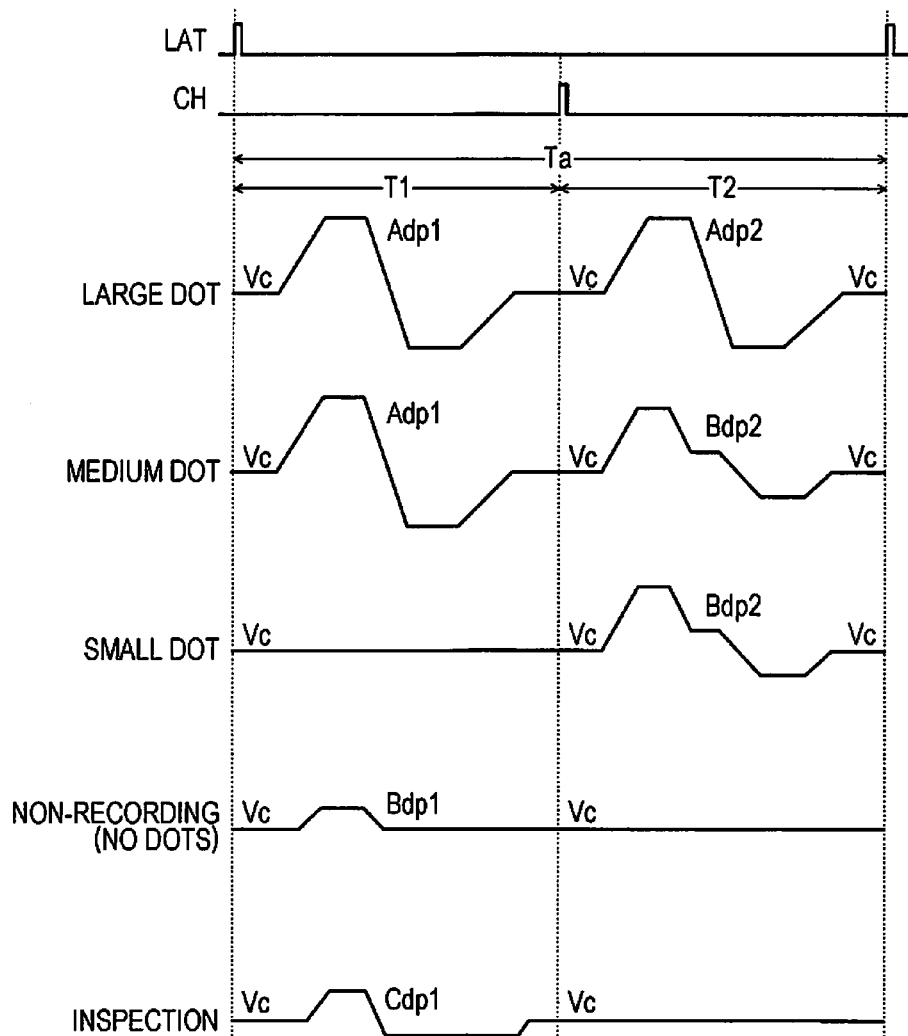 LAT
CH
Ta
T1 T2
Adp1 Adp2
Vc Vc Vc
LARGE DOT
Adp1 Bdp2
Vc Vc Vc
MEDIUM DOT
Bdp2
Vc Vc Vc
SMALL DOT
NON-RECORDING
(NO DOTS)
Vc Bdp1 Vc
Vc Cdp1 Vc
INSPECTION